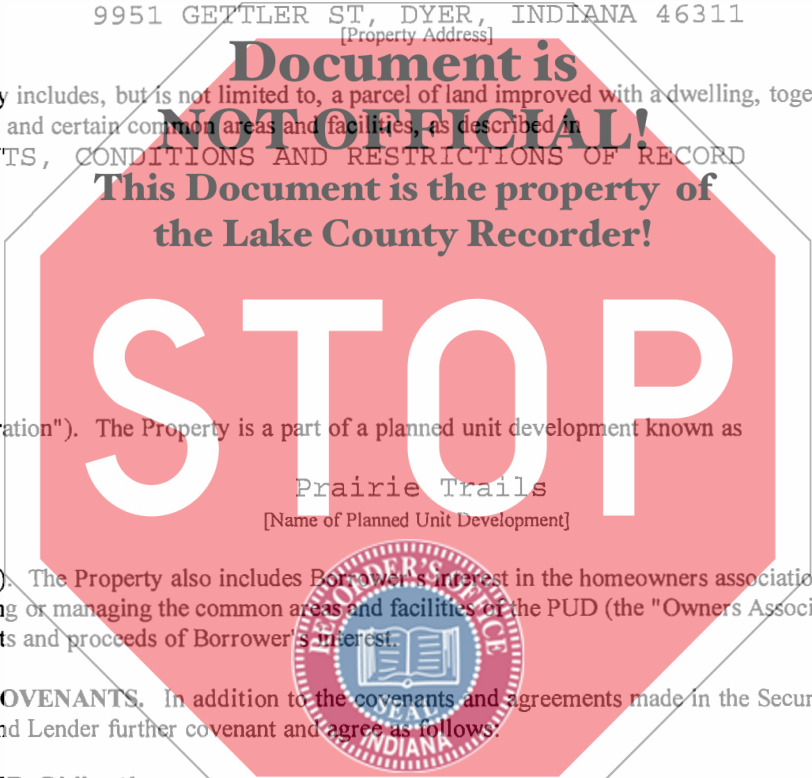 9951 GETTLER ST, DYER, INDIANA 46311
[Property Address]
Document is
y includes, but is not limited to, a parcel of land improved with a dwelling, toge
NOT OFFICIAL!
and certain common areas and facilities, as described in
TS, CONDITIONS AND RESTRICTIONS OF RECORD
This Document is the property of
the Lake County Recorder!
STOP
ration"). The Property is a part of a planned unit development known as
Prairie Trails
[Name of Planned Unit Development]
). The Property also includes Borrower's interest in the homeowners associatio
ng or managing the common areas and facilities of the PUD (the "Owners Associ
ts and proceeds of Borrower's interest.
RECORDER'S OFFICE
SEAL
INDIANA
OVENANTS. In addition to the covenants and agreements made in the Secur
nd Lender further covenant and agree as follows: